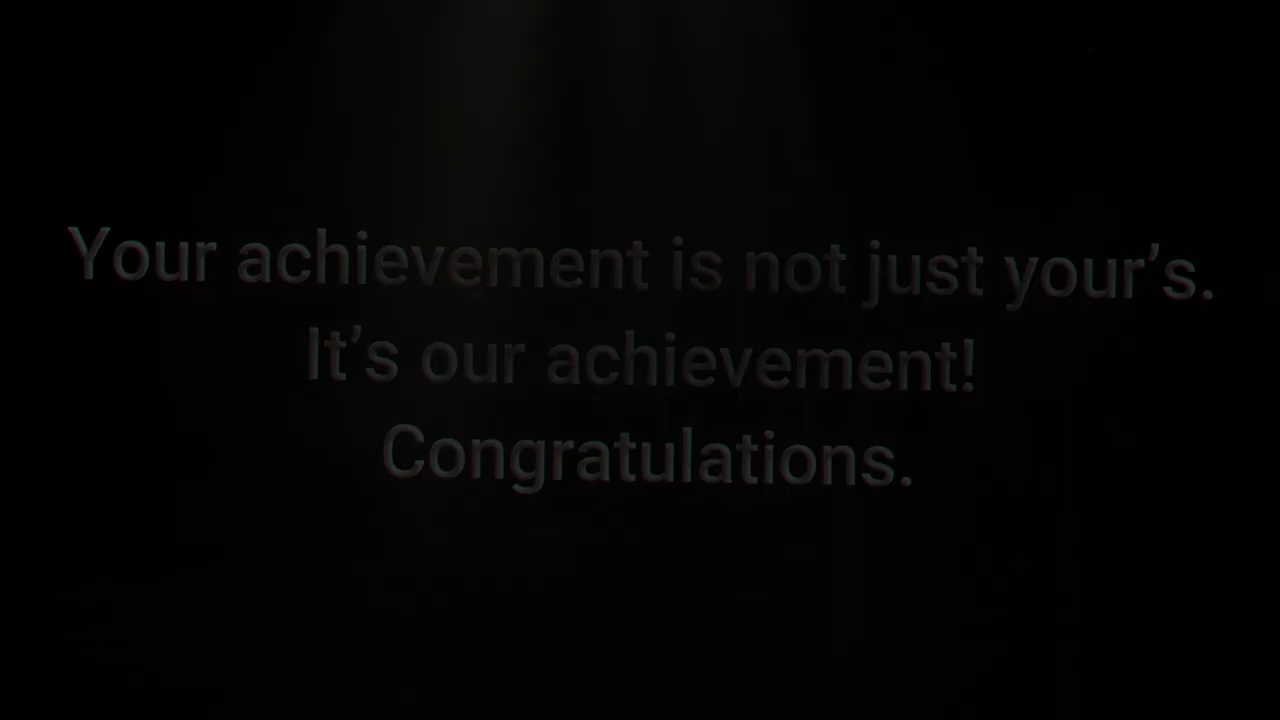 Your achievement is not just your’s.
It’s our achievement!
Congratulations.